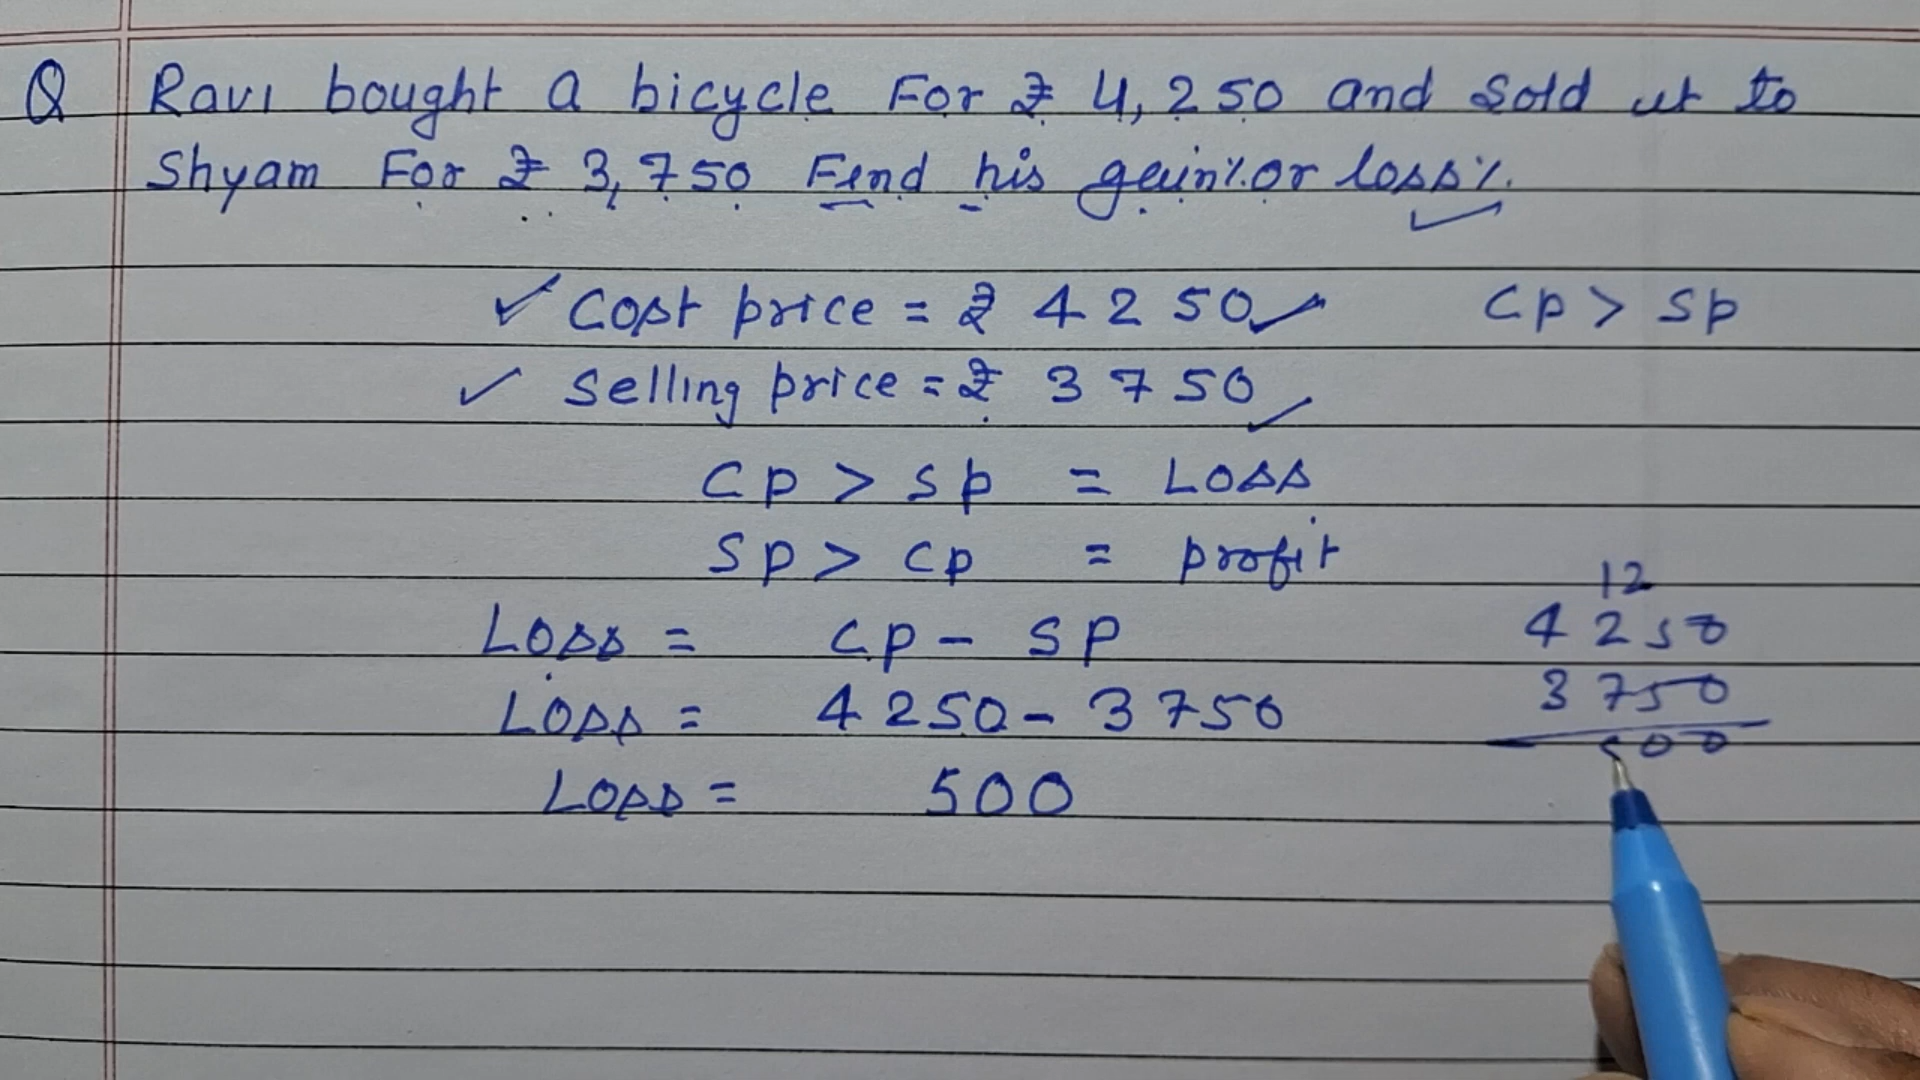 Q Ravi bought a bicycle For ₹ 4,250 and Sold it to
Shyam For ₹ 3,750 Find his gain% or loss%.
Cost price = ₹ 4250
CP > SP
Selling price = ₹ 3750
CP > SP = Loss
SP > CP = profit
12
Loss = CP - SP
4250
Loss = 4250 - 3750
3750
500
Loss = 500